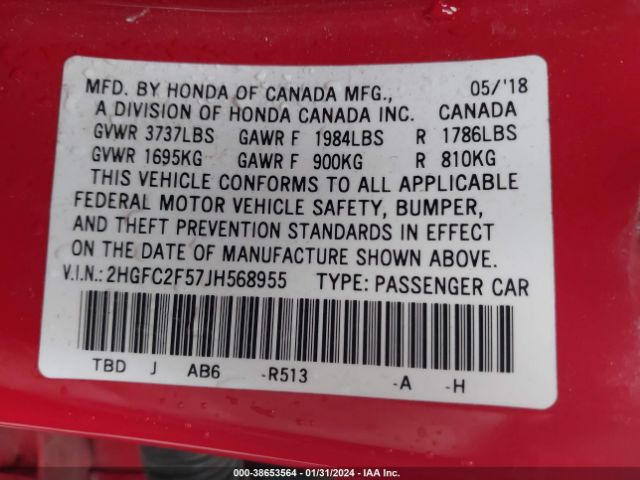 MFD. BY HONDA OF CANADA MFG., 05/'18
A DIVISION OF HONDA CANADA INC. CANADA
GVWR 3737LBS GAWR F 1984LBS R 1786LBS
GVWR 1695KG GAWR F 900KG R 810KG
THIS VEHICLE CONFORMS TO ALL APPLICABLE
FEDERAL MOTOR VEHICLE SAFETY, BUMPER,
AND THEFT PREVENTION STANDARDS IN EFFECT
ON THE DATE OF MANUFACTURE SHOWN ABOVE.
V.I.N.: 2HGFC2F57JH568955 TYPE: PASSENGER CAR
TBD J AB6 -R513 -A -H
000-38653564 - 01/31/2024 - IAAI.COM